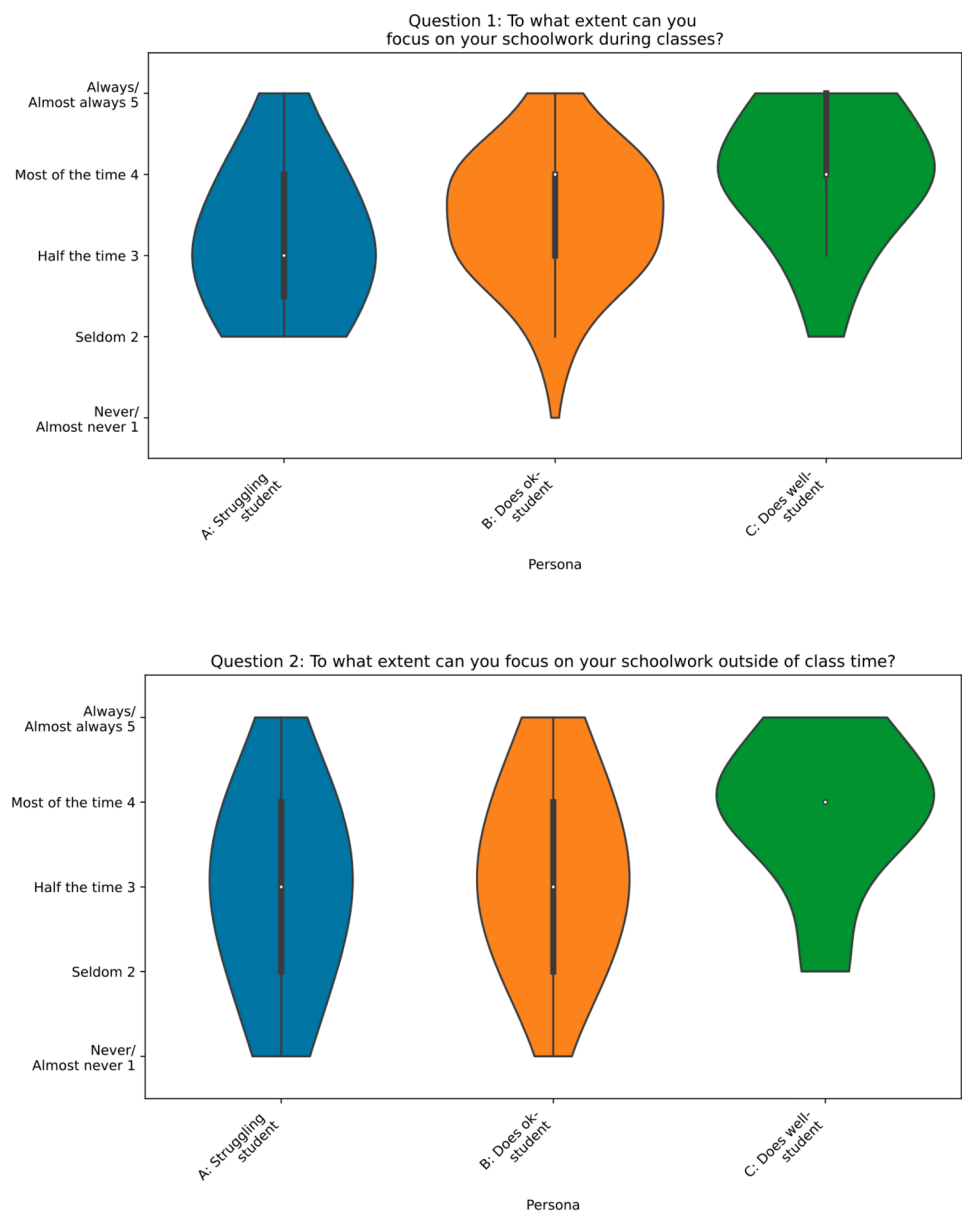 Question 1: To what extent can you
focus on your schoolwork during classes?
Always/
Almost always 5
Most of the time 4
Half the time 3
Seldom 2
Never/
Almost never 1
A: Struggling
student
B: Does ok-
student
C: Does well-
student
Persona
Question 2: To what extent can you focus on your schoolwork outside of class time?
Always/
Almost always 5
Most of the time 4
Half the time 3
Seldom 2
Never/
Almost never 1
A: Struggling
student
B: Does ok-
student
C: Does well-
student
Persona